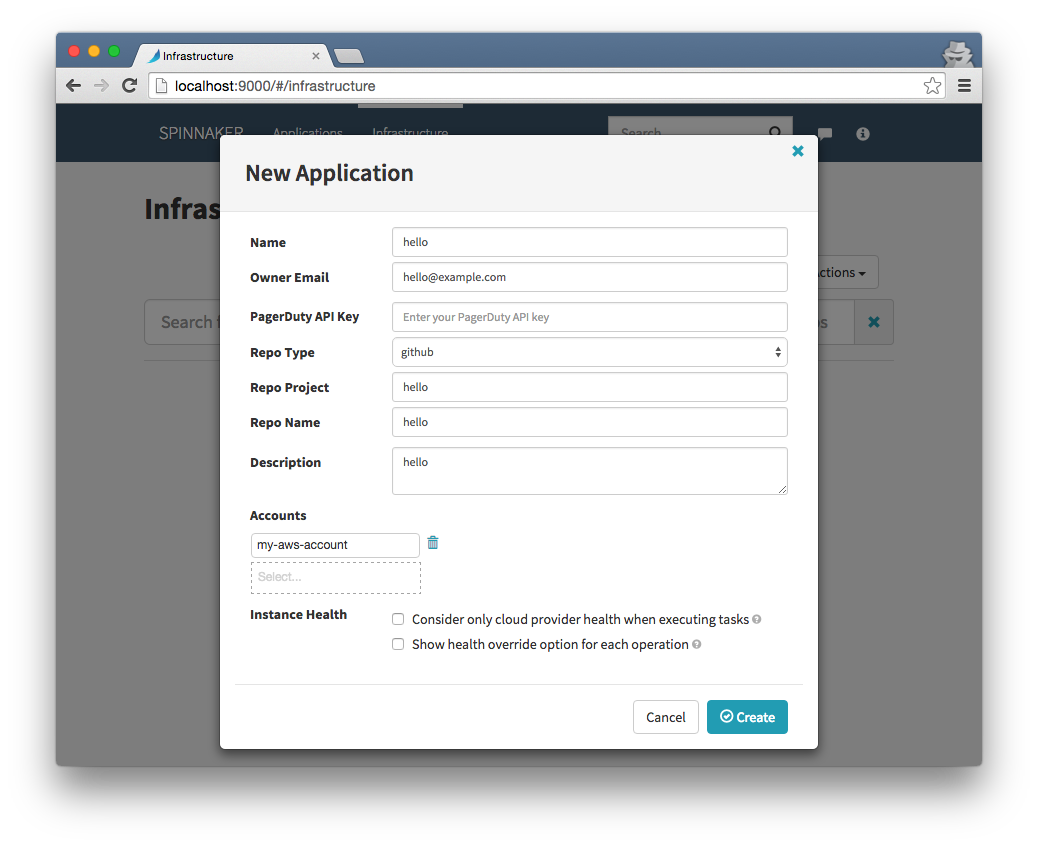 Infrastructure
localhost:9000/#/infrastructure
SPINNAKER Applications Infrastructure Search
New Application
Infras
Name hello
Owner Email hello@example.com
ctions
PagerDuty API Key Enter your PagerDuty API key
Search
Repo Type github
Repo Project hello
Repo Name hello
Description hello
Accounts
my-aws-account
Select...
Instance Health
Consider only cloud provider health when executing tasks
Show health override option for each operation
Cancel Create